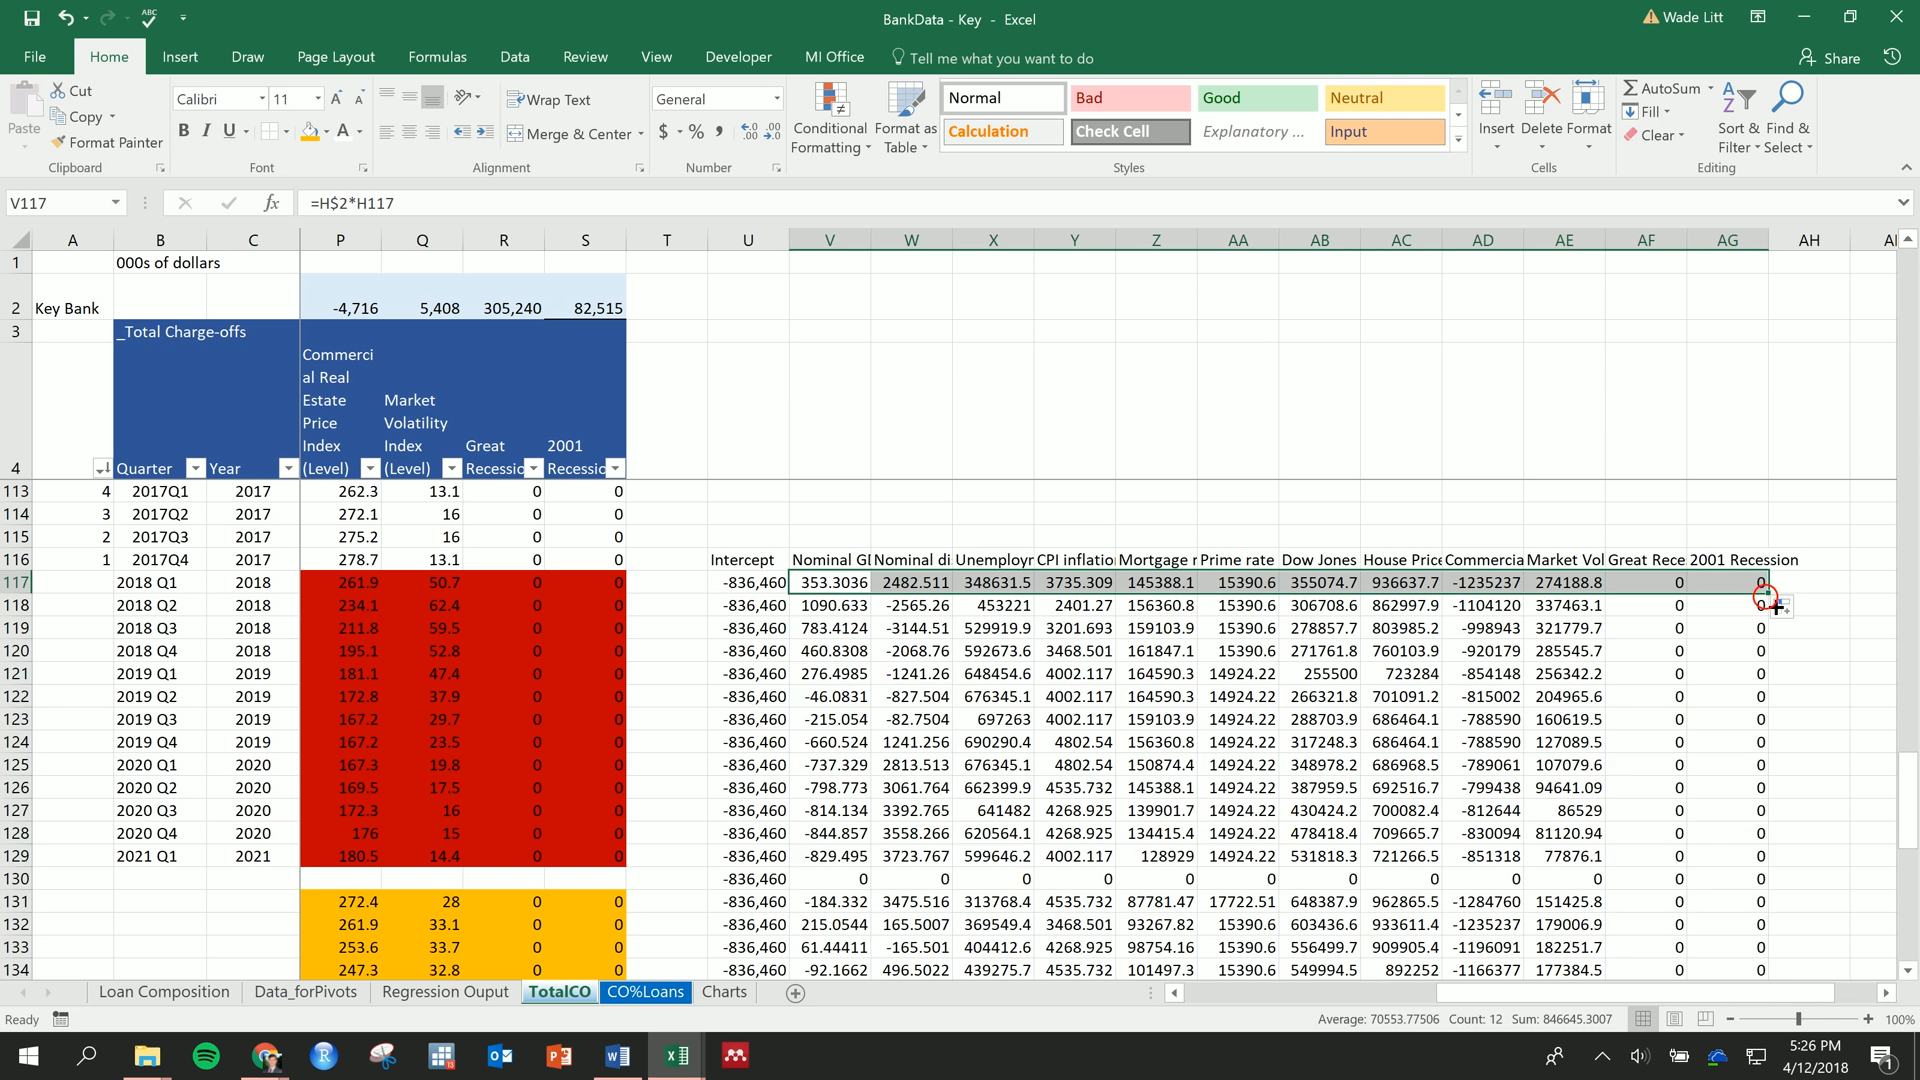 BankData - Key - Excel
Wade Litt
File Home Insert Draw Page Layout Formulas Data Review View Developer MI Office Tell me what you want to do Share
Paste
Cut
Copy
Format Painter
Clipboard
Calibri 11
B I U
Font
Wrap Text
Merge & Center
Alignment
General
$ % ,
Number
Conditional Formatting
Format as Table
Normal Bad Good Neutral
Calculation Check Cell Explanatory ... Input
Styles
Insert Delete Format
Cells
AutoSum
Fill
Clear
Sort & Filter
Find & Select
Editing
V117 fx =H$2*H117
A B C P Q R S T U V W X Y Z AA AB AC AD AE AF AG AH
1 000s of dollars
2 Key Bank -4,716 5,408 305,240 82,515
3 _Total Charge-offs
4 Quarter Year Commercial Real Estate Price Index (Level) Market Volatility Index (Level) Great Recessio 2001 Recessio
113 4 2017Q1 2017 262.3 13.1 0 0
114 3 2017Q2 2017 272.1 16 0 0
115 2 2017Q3 2017 275.2 16 0 0
116 1 2017Q4 2017 278.7 13.1 0 0 Intercept Nominal GI Nominal di Unemployr CPI inflatio Mortgage r Prime rate Dow Jones House Price Commercia Market Vol Great Rece 2001 Recession
117 2018 Q1 2018 261.9 50.7 0 0 -836,460 353.3036 2482.511 348631.5 3735.309 145388.1 15390.6 355074.7 936637.7 -1235237 274188.8 0 0
118 2018 Q2 2018 234.1 62.4 0 0 -836,460 1090.633 -2565.26 453221 2401.27 156360.8 15390.6 306708.6 862997.9 -1104120 337463.1 0 0
119 2018 Q3 2018 211.8 59.5 0 0 -836,460 783.4124 -3144.51 529919.9 3201.693 159103.9 15390.6 278857.7 803985.2 -998943 321779.7 0 0
120 2018 Q4 2018 195.1 52.8 0 0 -836,460 460.8308 -2068.76 592673.6 3468.501 161847.1 15390.6 271761.8 760103.9 -920179 285545.7 0 0
121 2019 Q1 2019 181.1 47.4 0 0 -836,460 276.4985 -1241.26 648454.6 4002.117 164590.3 14924.22 255500 723284 -854148 256342.2 0 0
122 2019 Q2 2019 172.8 37.9 0 0 -836,460 -46.0831 -827.504 676345.1 4002.117 164590.3 14924.22 266321.8 701091.2 -815002 204965.6 0 0
123 2019 Q3 2019 167.2 29.7 0 0 -836,460 -215.054 -82.7504 697263 4002.117 159103.9 14924.22 288703.9 686464.1 -788590 160619.5 0 0
124 2019 Q4 2019 167.2 23.5 0 0 -836,460 -660.524 1241.256 690290.4 4802.54 156360.8 14924.22 317248.3 686464.1 -788590 127089.5 0 0
125 2020 Q1 2020 167.3 19.8 0 0 -836,460 -737.329 2813.513 676345.1 4802.54 150874.4 14924.22 348978.2 686968.5 -789061 107079.6 0 0
126 2020 Q2 2020 169.5 17.5 0 0 -836,460 -798.773 3061.764 662399.9 4535.732 145388.1 14924.22 387959.5 692516.7 -799438 94641.09 0 0
127 2020 Q3 2020 172.3 16 0 0 -836,460 -814.134 3392.765 641482 4268.925 139901.7 14924.22 430424.2 700082.4 -812644 86529 0 0
128 2020 Q4 2020 176 15 0 0 -836,460 -844.857 3558.266 620564.1 4268.925 134415.4 14924.22 478418.4 709665.7 -830094 81120.94 0 0
129 2021 Q1 2021 180.5 14.4 0 0 -836,460 -829.495 3723.767 599646.2 4002.117 128929 14924.22 531818.3 721266.5 -851318 77876.1 0 0
130 -836,460 0 0 0 0 0 0 0 0 0 0 0 0
131 272.4 28 0 0 -836,460 -184.332 3475.516 313768.4 4535.732 87781.47 17722.51 648387.9 962865.5 -1284760 151425.8 0 0
132 261.9 33.1 0 0 -836,460 215.0544 165.5007 369549.4 3468.501 93267.82 15390.6 603436.6 933611.4 -1235237 179006.9 0 0
133 253.6 33.7 0 0 -836,460 61.44411 -165.501 404412.6 4268.925 98754.16 15390.6 556499.7 909905.4 -1196091 182251.7 0 0
134 247.3 32.8 0 0 -836,460 -92.1662 496.5022 439275.7 4535.732 101497.3 15390.6 549994.5 892252 -1166377 177384.5 0 0
Loan Composition Data_forPivots Regression Ouput TotalCO CO%Loans Charts
Ready Average: 70553.77506 Count: 12 Sum: 846645.3007 100%
5:26 PM
4/12/2018